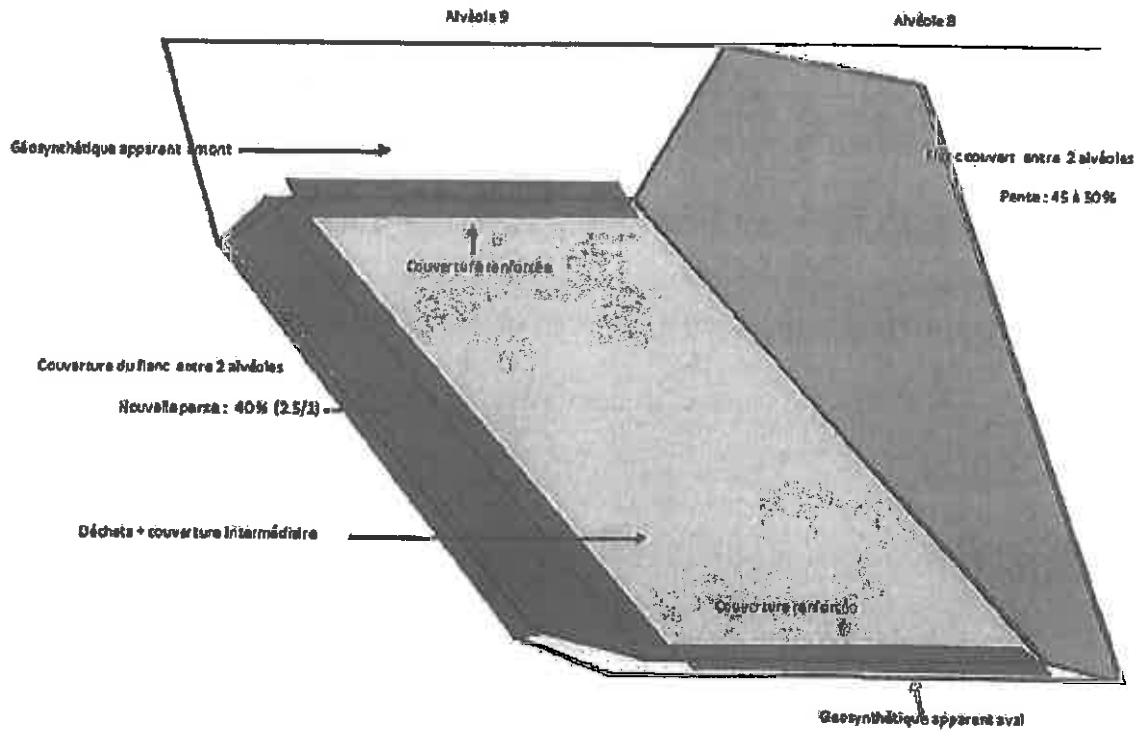 Alvéole 9
Alvéole 8
Géosynthétique apparent amont
couvert entre 2 alvéoles
Pente : 45 à 50%
Couverture renforcée
Couverture du flanc entre 2 alvéoles
Nouvelle pente : 40% (2.5/1)
Déchets + couverture intermédiaire
Couverture renforcée
Geosynthétique apparent aval